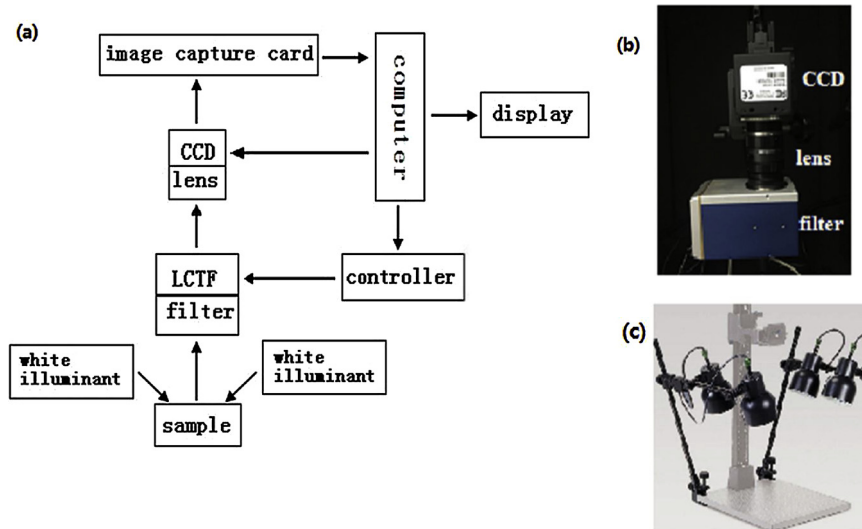 (a)
image capture card
computer
display
CCD
lens
LCTF
filter
controller
white
illuminant
white
illuminant
sample
(b)
CCD
lens
filter
(c)